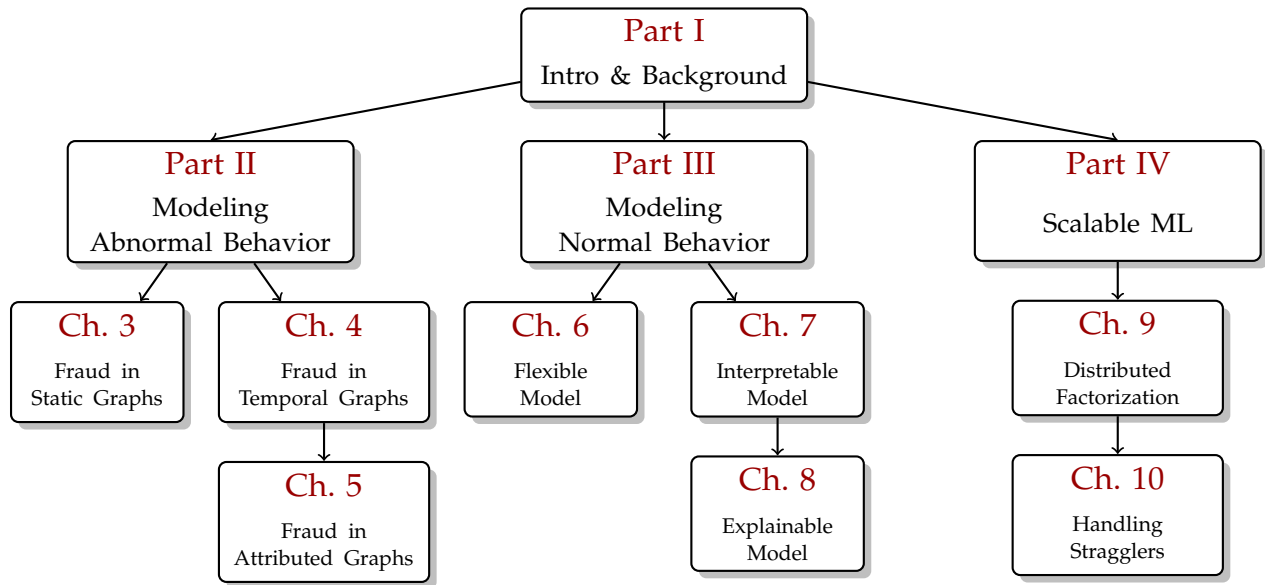 Part I
Intro & Background
Part II
Modeling
Abnormal Behavior
Part III
Modeling
Normal Behavior
Part IV
Scalable ML
Ch. 3
Fraud in
Static Graphs
Ch. 4
Fraud in
Temporal Graphs
Ch. 6
Flexible
Model
Ch. 7
Interpretable
Model
Ch. 9
Distributed
Factorization
Ch. 5
Fraud in
Attributed Graphs
Ch. 8
Explainable
Model
Ch. 10
Handling
Stragglers